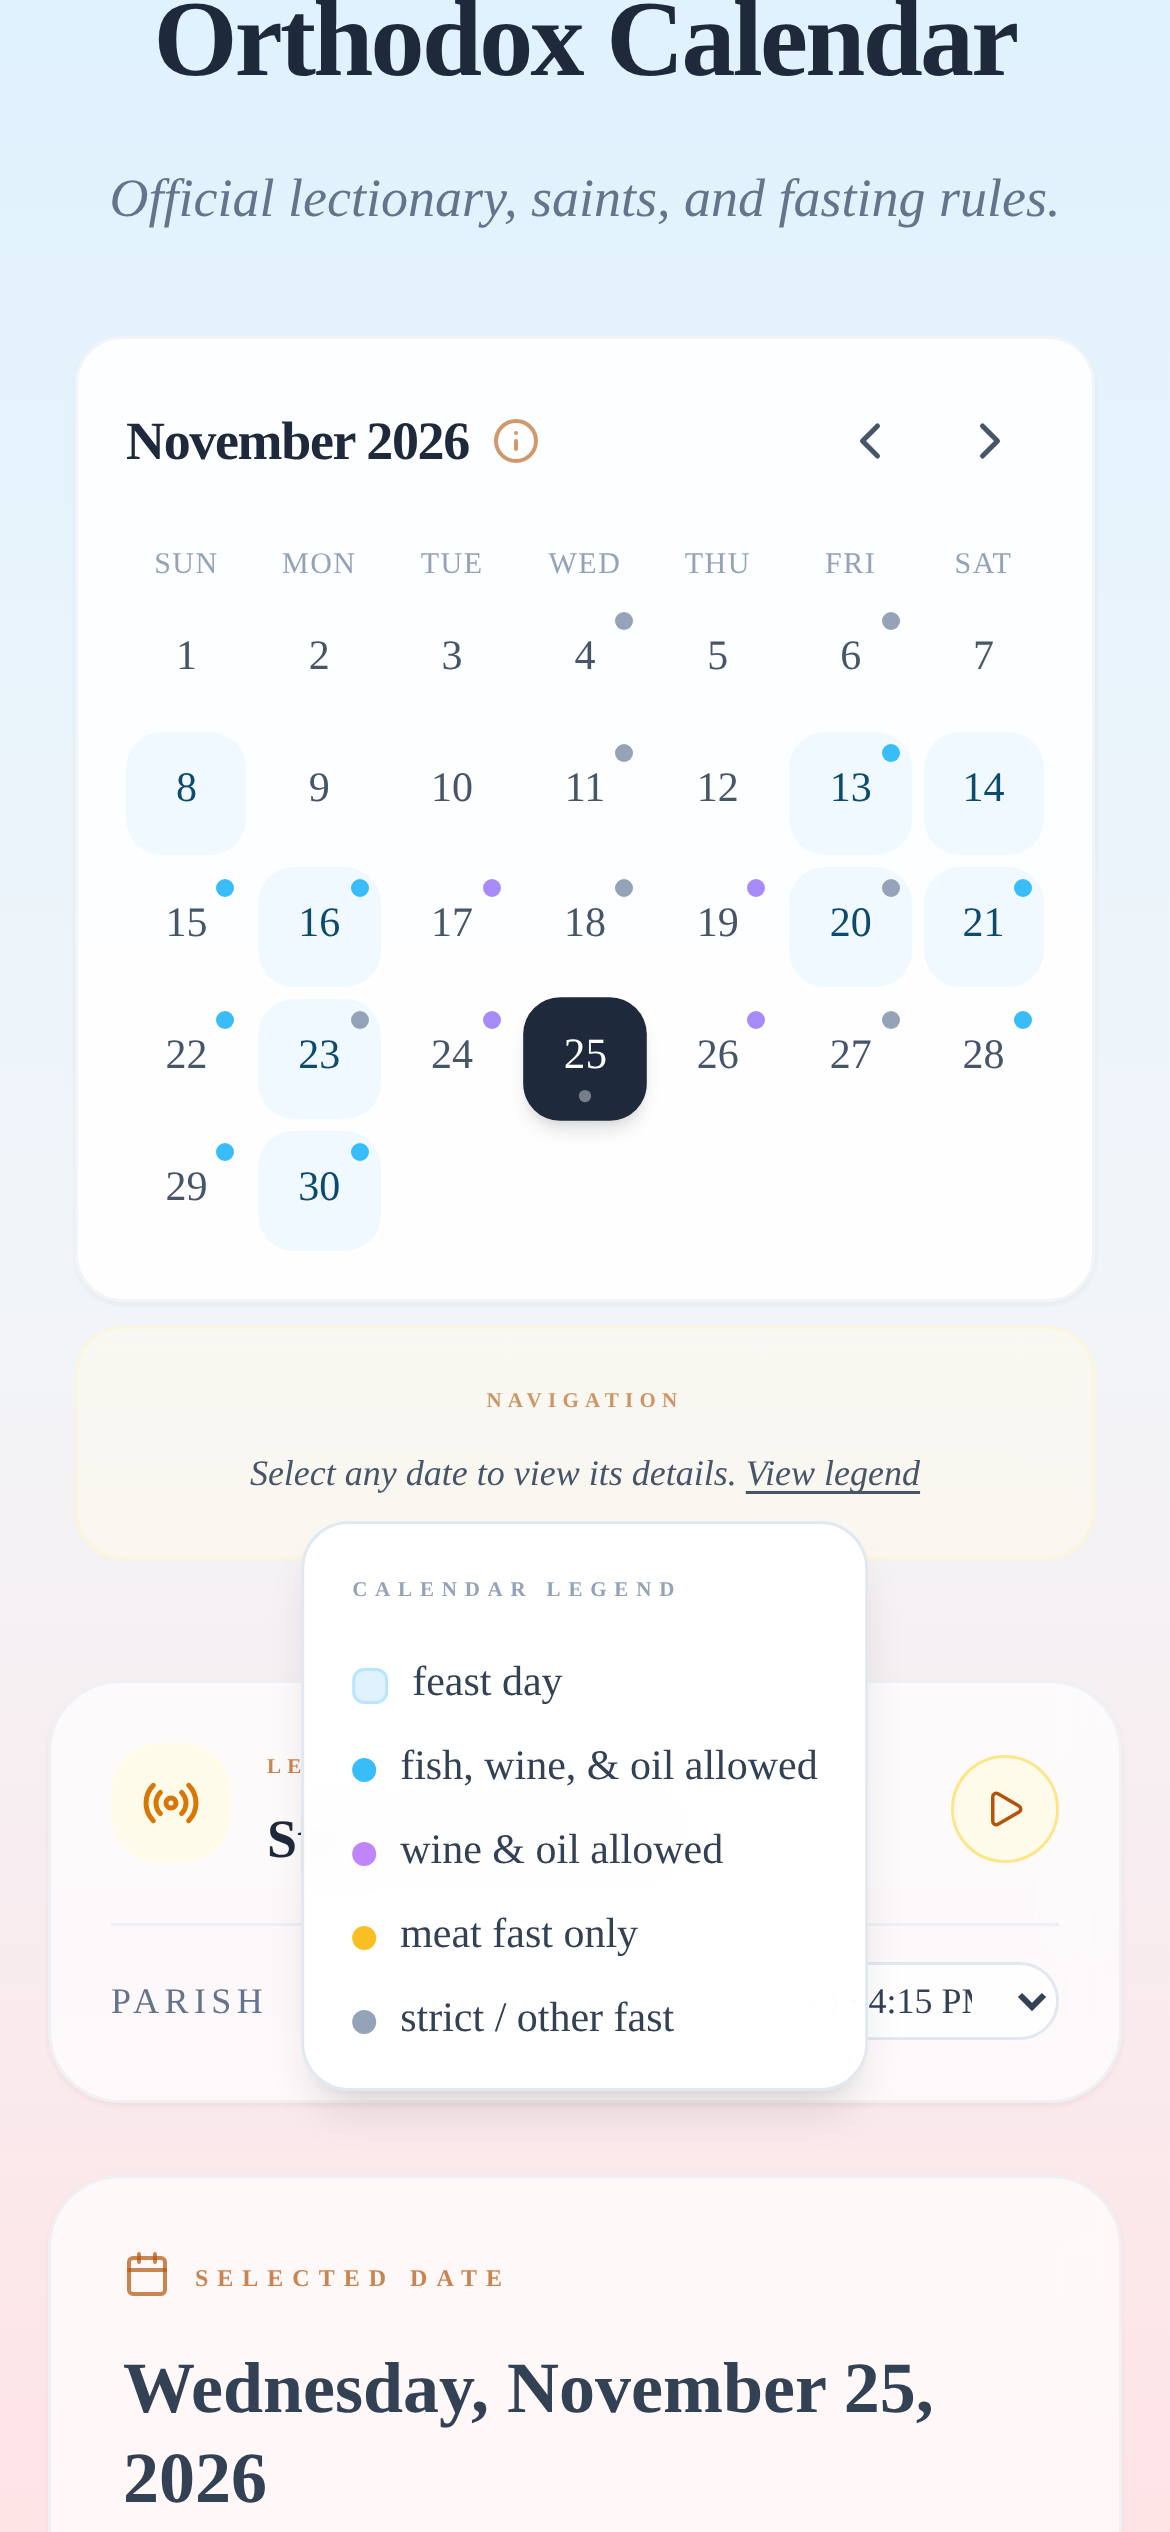 Orthodox Calendar
Official lectionary, saints, and fasting rules.
November 2026
SUN MON TUE WED THU FRI SAT
1 2 3 4 5 6 7
8 9 10 11 12 13 14
15 16 17 18 19 20 21
22 23 24 25 26 27 28
29 30
NAVIGATION
Select any date to view its details. View legend
CALENDAR LEGEND
feast day
fish, wine, & oil allowed
wine & oil allowed
meat fast only
strict / other fast
PARISH
4:15
SELECTED DATE
Wednesday, November 25,
2026